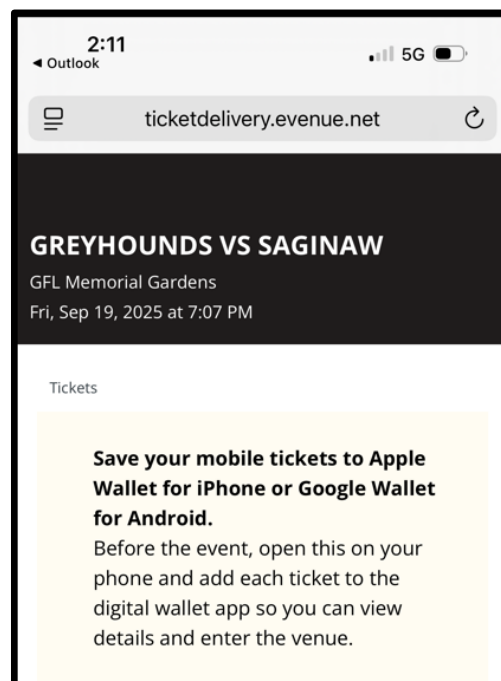 2:11
◀ Outlook
5G
ticketdelivery.evenue.net
GREYHOUNDS VS SAGINAW
GFL Memorial Gardens
Fri, Sep 19, 2025 at 7:07 PM
Tickets
Save your mobile tickets to Apple
Wallet for iPhone or Google Wallet
for Android.
Before the event, open this on your
phone and add each ticket to the
digital wallet app so you can view
details and enter the venue.